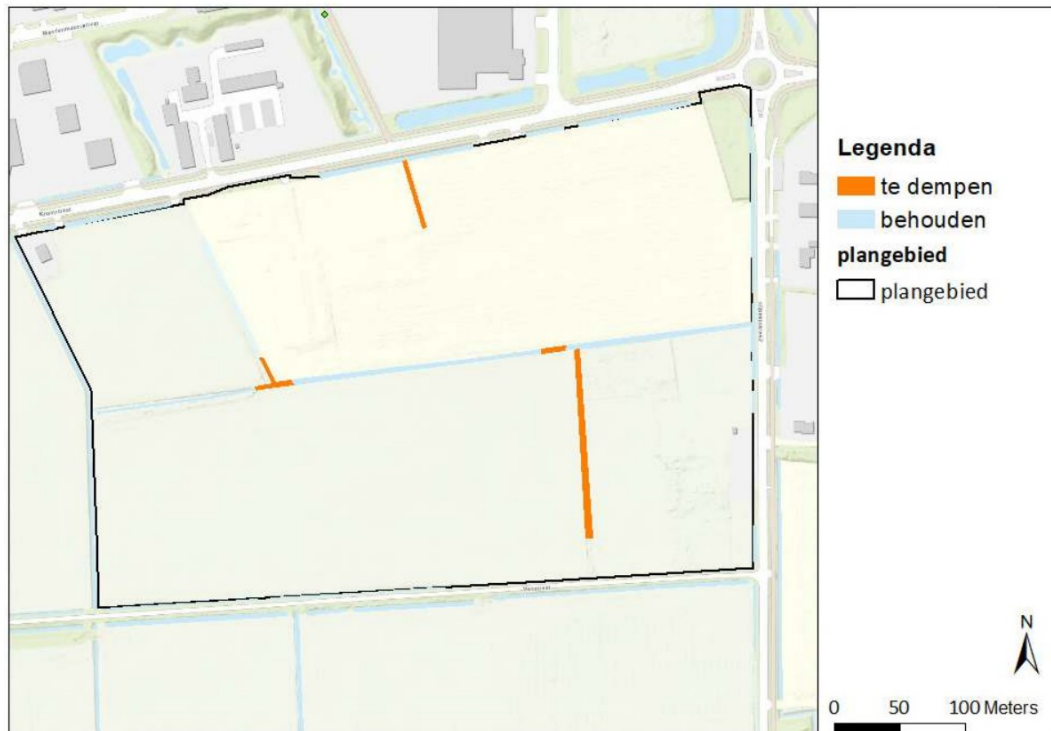 Legenda
te dempen
behouden
plangebied
plangebied
N
0 50 100 Meters